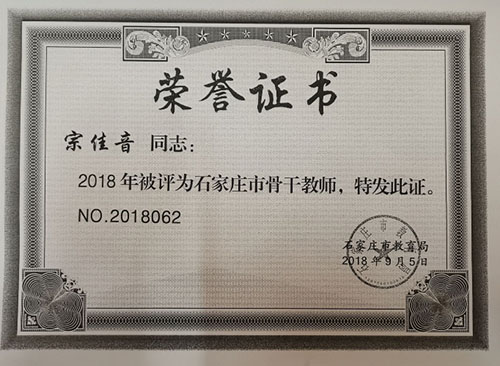 荣誉证书
宗佳音 同志：
2018年被评为石家庄市骨干教师，特发此证。
NO.2018062
石家庄市教育局
2018年9月5日